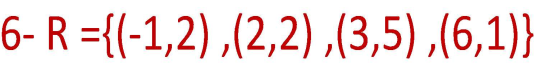 6- R ={(-1,2) ,(2,2) ,(3,5) ,(6,1)}